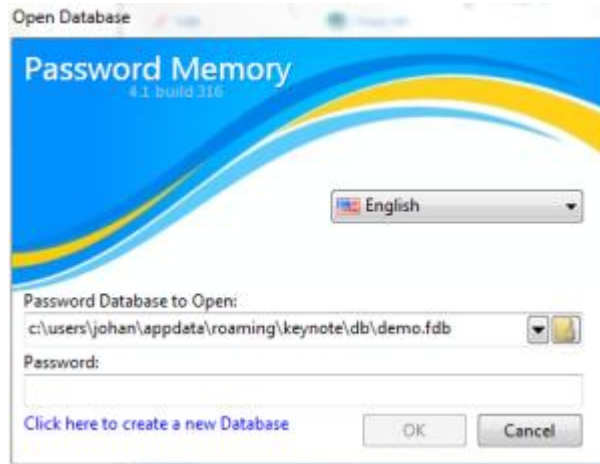 Open Database
Password Memory
4.1 build 316
English
Password Database to Open:
c:\users\johan\appdata\roaming\keynote\db\demo.fdb
Password:
Click here to create a new Database
OK
Cancel